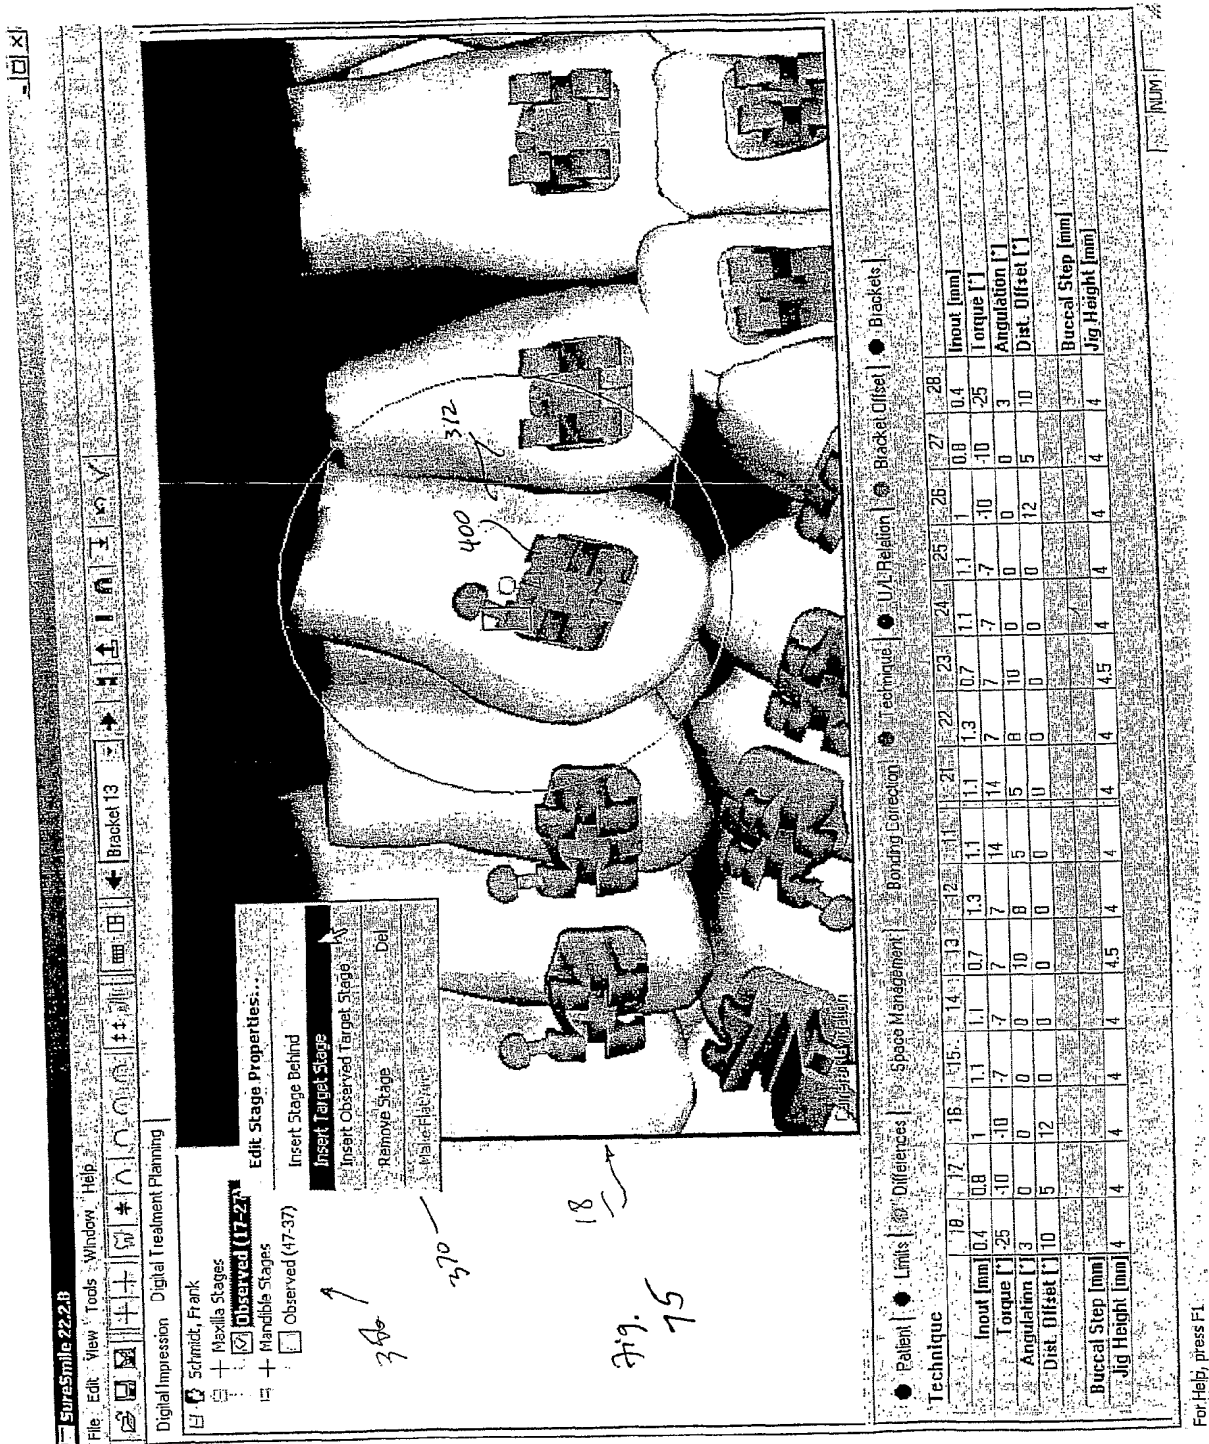 SureSmile 22.2.B
File Edit View Tools Window Help
Bracket 13
Digital Impression Digital Treatment Planning
Schmidt, Frank
Maxilla Stages
Observed (17-27)
Mandible Stages
Observed (47-37)
Edit Stage Properties...
Insert Stage Behind
Insert Target Stage
Insert Observed Target Stage
Remove Stage Del
370
18
Fig. 75
400
372
Patient Limits Differences Space Management Bonding Correction Technique U/L Relation Bracket Offset Brackets
Technique
18 17 16 15 14 13 12 11 21 22 23 24 25 26 27 28
Inout [mm] 0.4 0.8 1 1.1 1.1 0.7 1.3 1.1 1.1 1.3 0.7 1.1 1.1 1 0.8 0.4 Inout [mm]
Torque [°] -25 -10 -10 -7 -7 7 7 14 14 7 7 -7 -7 -10 -10 -25 Torque [°]
Angulation [°] 3 0 0 0 0 10 8 5 5 8 10 0 0 0 0 3 Angulation [°]
Dist. Offset [°] 10 5 12 0 0 0 0 0 0 0 0 0 0 12 5 10 Dist. Offset [°]
Buccal Step [mm] Buccal Step [mm]
Jig Height [mm] 4 4 4 4 4 4.5 4 4 4 4 4.5 4 4 4 4 4 Jig Height [mm]
For Help, press F1
NUM